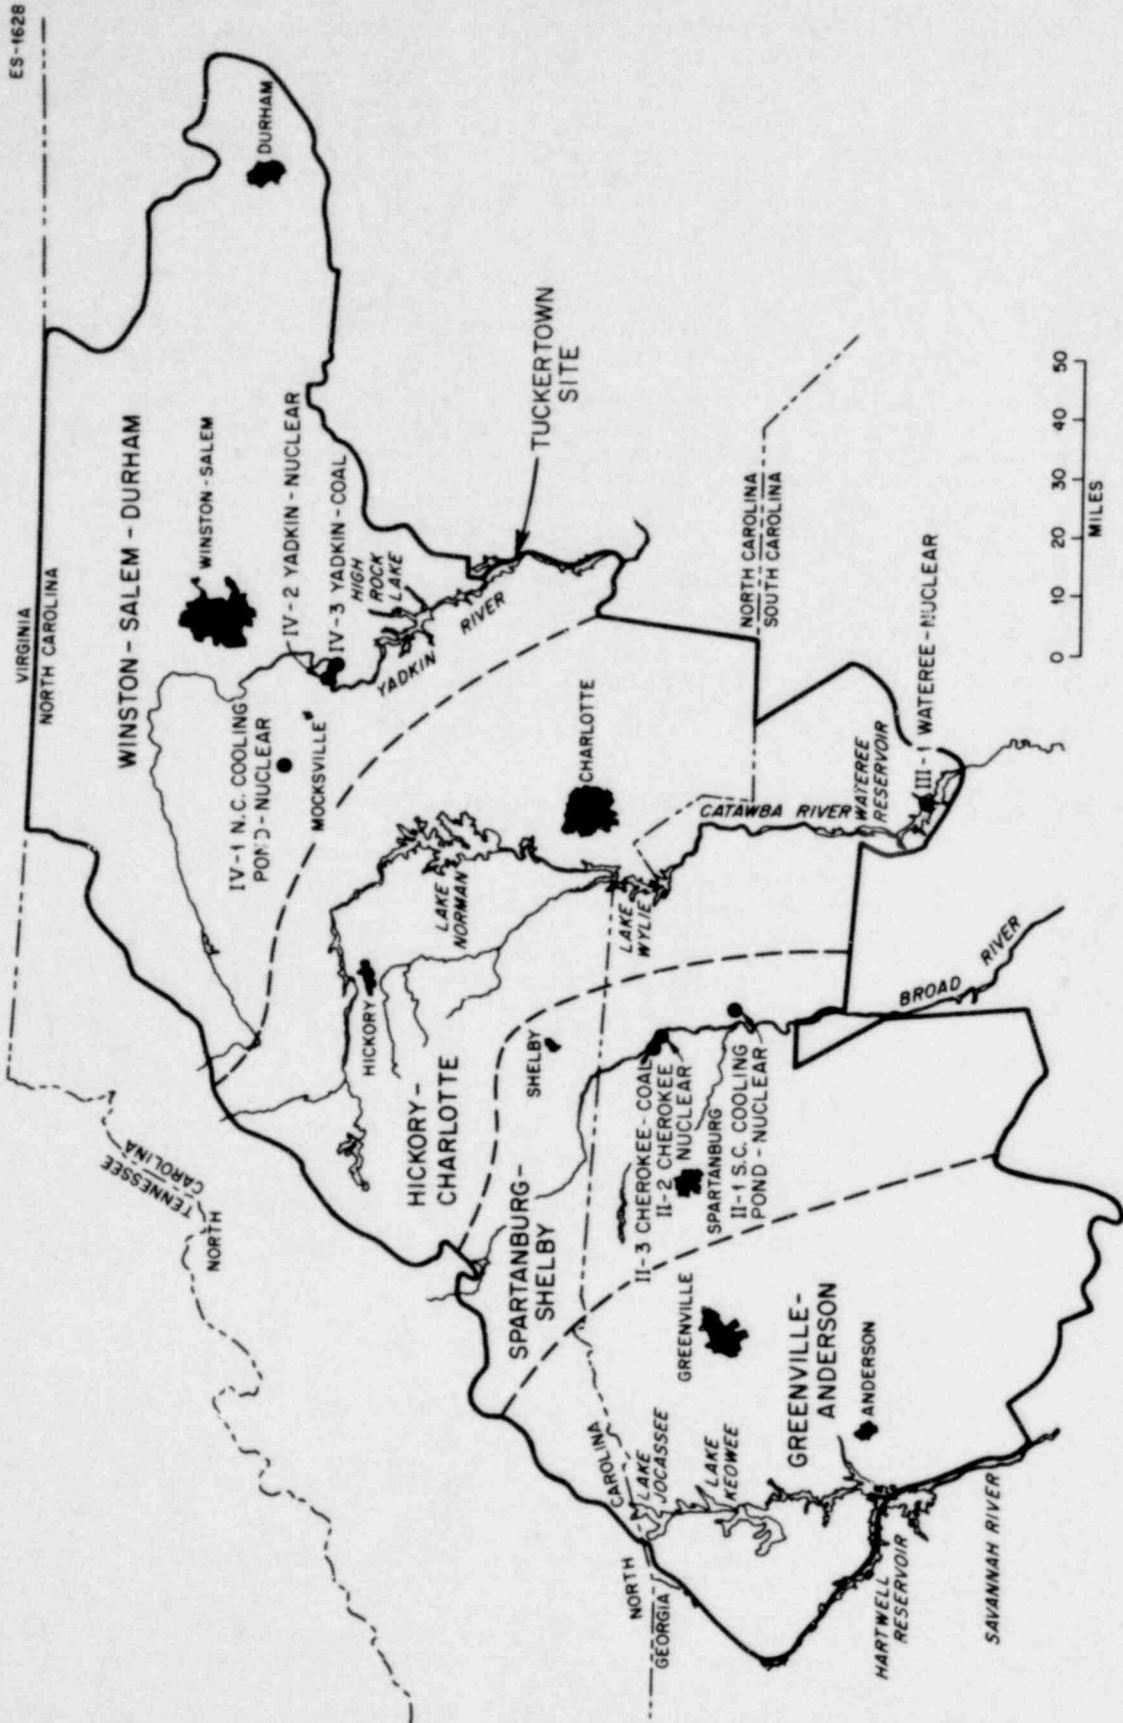 ES-1628
VIRGINIA
NORTH CAROLINA
TENNESSEE
NORTH CAROLINA
WINSTON-SALEM-DURHAM
DURHAM
WINSTON-SALEM
IV-1 N.C. COOLING
POND-NUCLEAR
IV-2 YADKIN-NUCLEAR
IV-3 YADKIN-COAL
MOCKSVILLE
HIGH
ROCK
LAKE
YADKIN RIVER
TUCKERTOWN
SITE
HICKORY
HICKORY-
CHARLOTTE
LAKE
NORMAN
CHARLOTTE
SPARTANBURG-
SHELBY
SHELBY
LAKE
WYLIE
CATAWBA RIVER
NORTH CAROLINA
SOUTH CAROLINA
II-3 CHEROKEE-COAL
II-2 CHEROKEE
NUCLEAR
SPARTANBURG
II-1 S.C. COOLING
POND-NUCLEAR
WATEREE
RESERVOIR
III-1 WATEREE-NUCLEAR
BROAD RIVER
GREENVILLE
GREENVILLE-
ANDERSON
ANDERSON
NORTH CAROLINA
GEORGIA
LAKE
JOCASSEE
LAKE
KEOWEE
HARTWELL
RESERVOIR
SAVANNAH RIVER
0 10 20 30 40 50
MILES